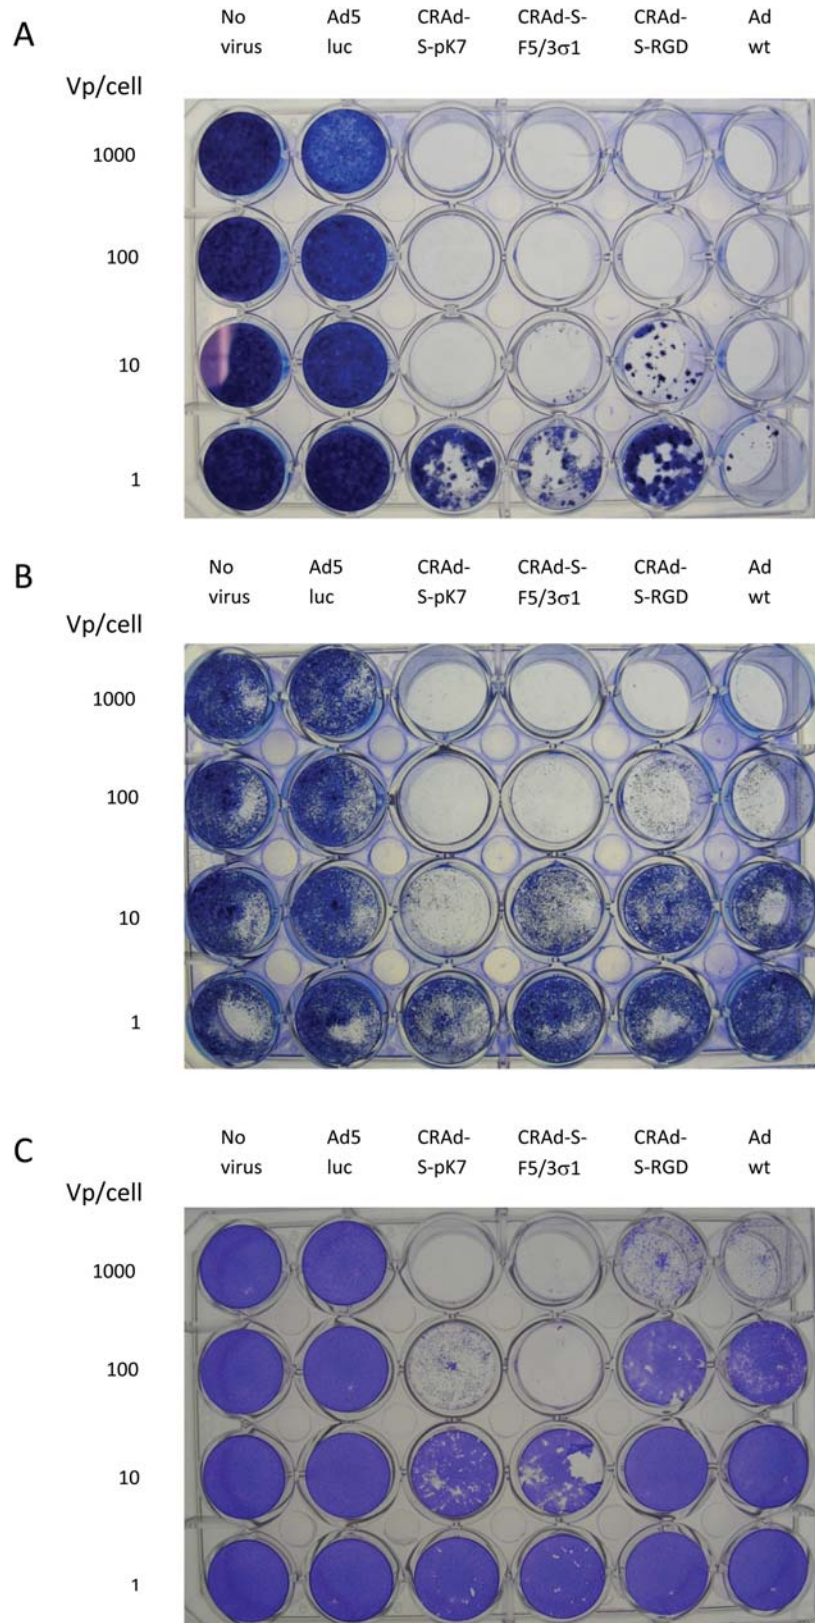 A
No Ad5 CRAd- CRAd-S- CRAd- Ad
virus luc S-pK7 F5/3σ1 S-RGD wt
Vp/cell
1000
100
10
1
B
No Ad5 CRAd- CRAd-S- CRAd- Ad
virus luc S-pK7 F5/3σ1 S-RGD wt
Vp/cell
1000
100
10
1
C
No Ad5 CRAd- CRAd-S- CRAd- Ad
virus luc S-pK7 F5/3σ1 S-RGD wt
Vp/cell
1000
100
10
1